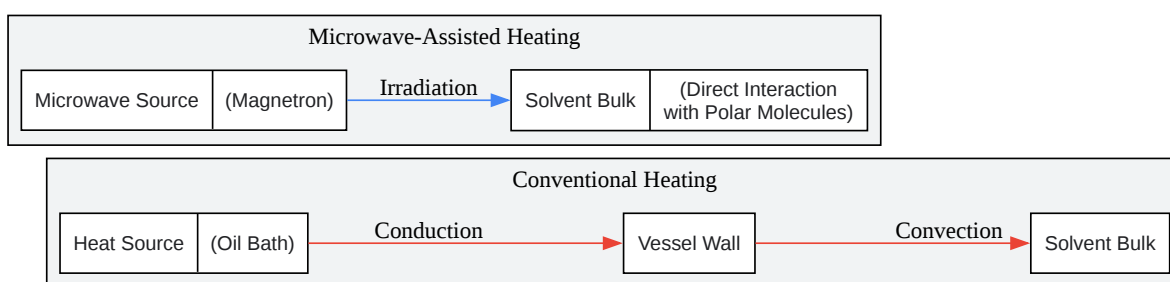 Microwave-Assisted Heating
Microwave Source
(Magnetron)
Irradiation
Solvent Bulk
(Direct Interaction
with Polar Molecules)
Conventional Heating
Heat Source
(Oil Bath)
Conduction
Vessel Wall
Convection
Solvent Bulk